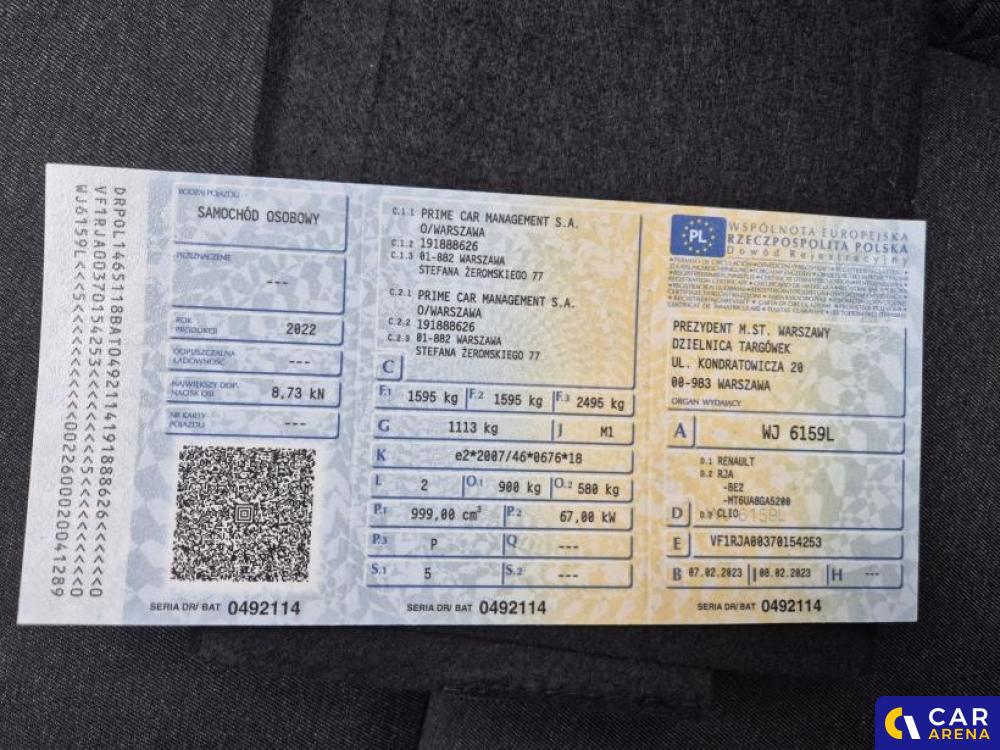 DRPOL1465118BAT0492114191888626<<<<<<0
VF1RJA00370154253<<<<<<<
WJ6159L<<
RODZAJ POJAZDU
SAMOCHÓD OSOBOWY
PRZEZNACZENIE
---
ROK PRODUKCJI 2022
DOPUSZCZALNA ŁADOWNOŚĆ ---
NAJWIĘKSZY DOP. NACISK OSI 8,73 kN
NR KARTY POJAZDU ---
SERIA DR/ BAT 0492114
C.1.1 PRIME CAR MANAGEMENT S.A.
O/WARSZAWA
C.1.2 191888626
C.1.3 01-882 WARSZAWA
STEFANA ŻEROMSKIEGO 77
C.2.1 PRIME CAR MANAGEMENT S.A.
O/WARSZAWA
C.2.2 191888626
C.2.3 01-882 WARSZAWA
STEFANA ŻEROMSKIEGO 77
C
F.1 1595 kg F.2 1595 kg F.3 2495 kg
G 1113 kg J M1
K e2*2007/46*0676*18
L 2 O.1 900 kg O.2 580 kg
P.1 999,00 cm³ P.2 67,00 kW
P.3 P Q ---
S.1 5 S.2 ---
SERIA DR/ BAT 0492114
PL
WSPÓLNOTA EUROPEJSKA
RZECZPOSPOLITA POLSKA
Dowód Rejestracyjny
PREZYDENT M.ST. WARSZAWY
DZIELNICA TARGÓWEK
UL. KONDRATOWICZA 20
00-983 WARSZAWA
ORGAN WYDAJĄCY
A WJ 6159L
D.1 RENAULT
D.2 RJA
-BEZ
-MT6UA8GA5200
D D.3 CLIO 6159L
E VF1RJA00370154253
B 07.02.2023 I 08.02.2023 H ---
SERIA DR/ BAT 0492114
CAR
ARENA